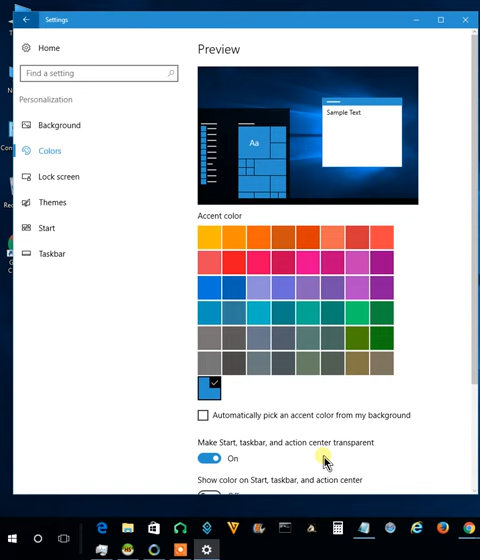 Settings
Home
Find a setting
Personalization
Background
Colors
Lock screen
Themes
Start
Taskbar
Preview
Sample Text
Aa
Accent color
Automatically pick an accent color from my background
Make Start, taskbar, and action center transparent
On
Show color on Start, taskbar, and action center